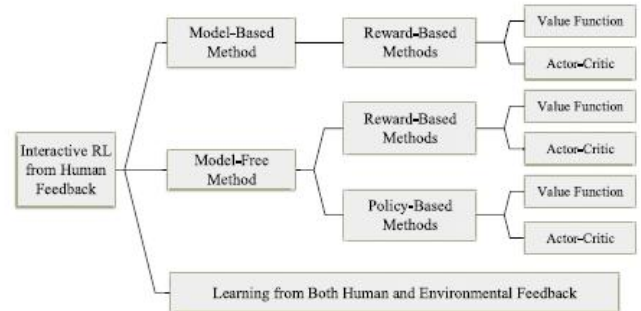 Interactive RL
from Human
Feedback
Model-Based
Method
Reward-Based
Methods
Value Function
Actor-Critic
Model-Free
Method
Reward-Based
Methods
Value Function
Actor-Critic
Policy-Based
Methods
Value Function
Actor-Critic
Learning from Both Human and Environmental Feedback